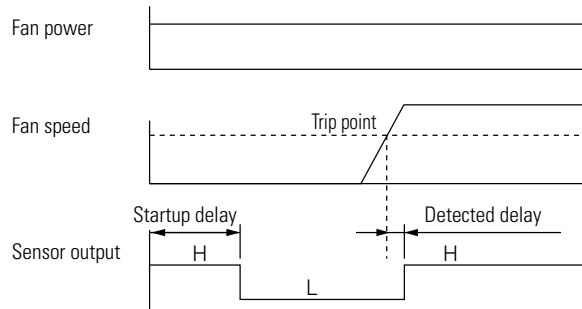 Fan power
Fan speed
Trip point
Startup delay
Detected delay
Sensor output
H
H
L